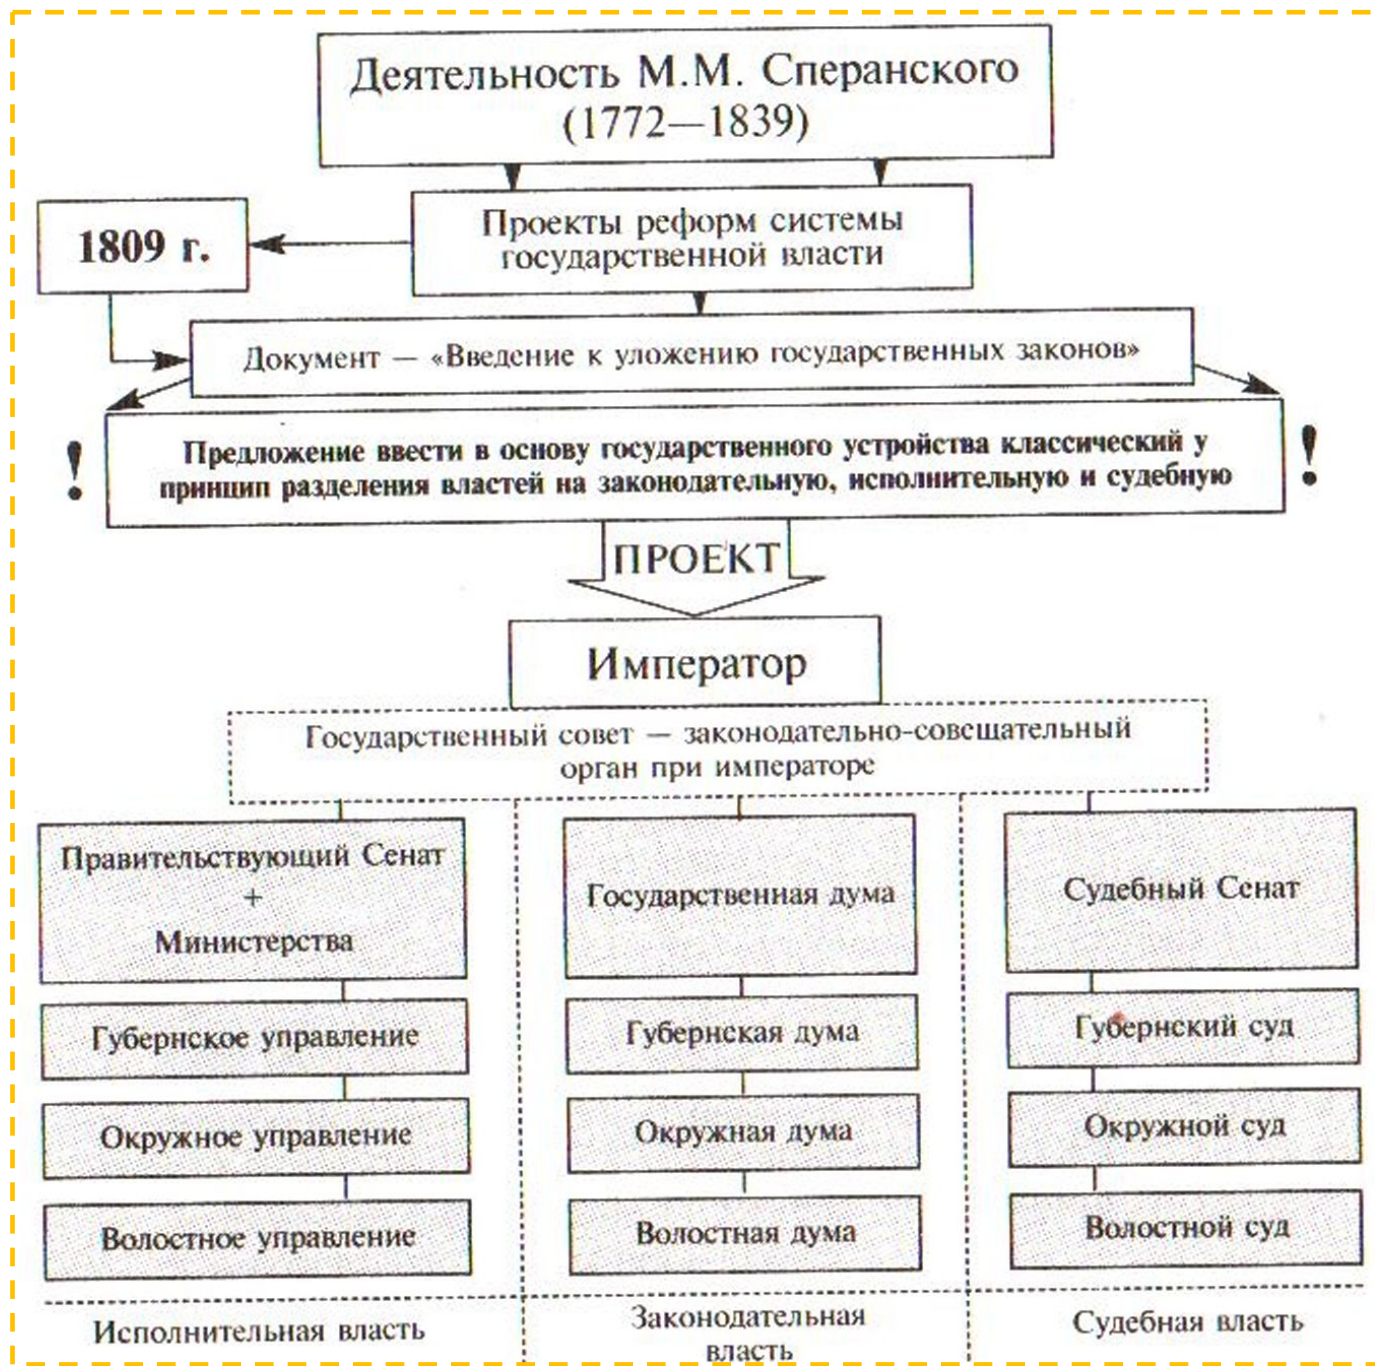 Деятельность М.М. Сперанского
(1772—1839)
1809 г.
Проекты реформ системы
государственной власти
Документ — «Введение к уложению государственных законов»
!
Предложение ввести в основу государственного устройства классический у
принцип разделения властей на законодательную, исполнительную и судебную
!
ПРОЕКТ
Император
Государственный совет — законодательно-совещательный
орган при императоре
Правительствующий Сенат
+
Министерства
Государственная дума
Судебный Сенат
Губернское управление
Губернская дума
Губернский суд
Окружное управление
Окружная дума
Окружной суд
Волостное управление
Волостная дума
Волостной суд
Исполнительная власть
Законодательная
власть
Судебная власть